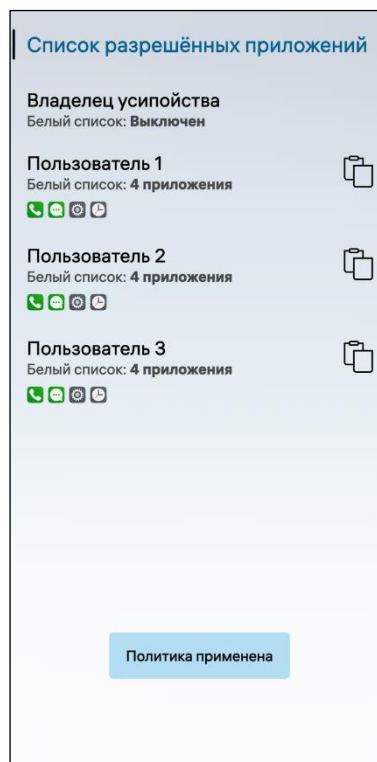 Список разрешённых приложений
Владелец усипойства
Белый список: Выключен
Пользователь 1
Белый список: 4 приложения
Пользователь 2
Белый список: 4 приложения
Пользователь 3
Белый список: 4 приложения
Политика применена